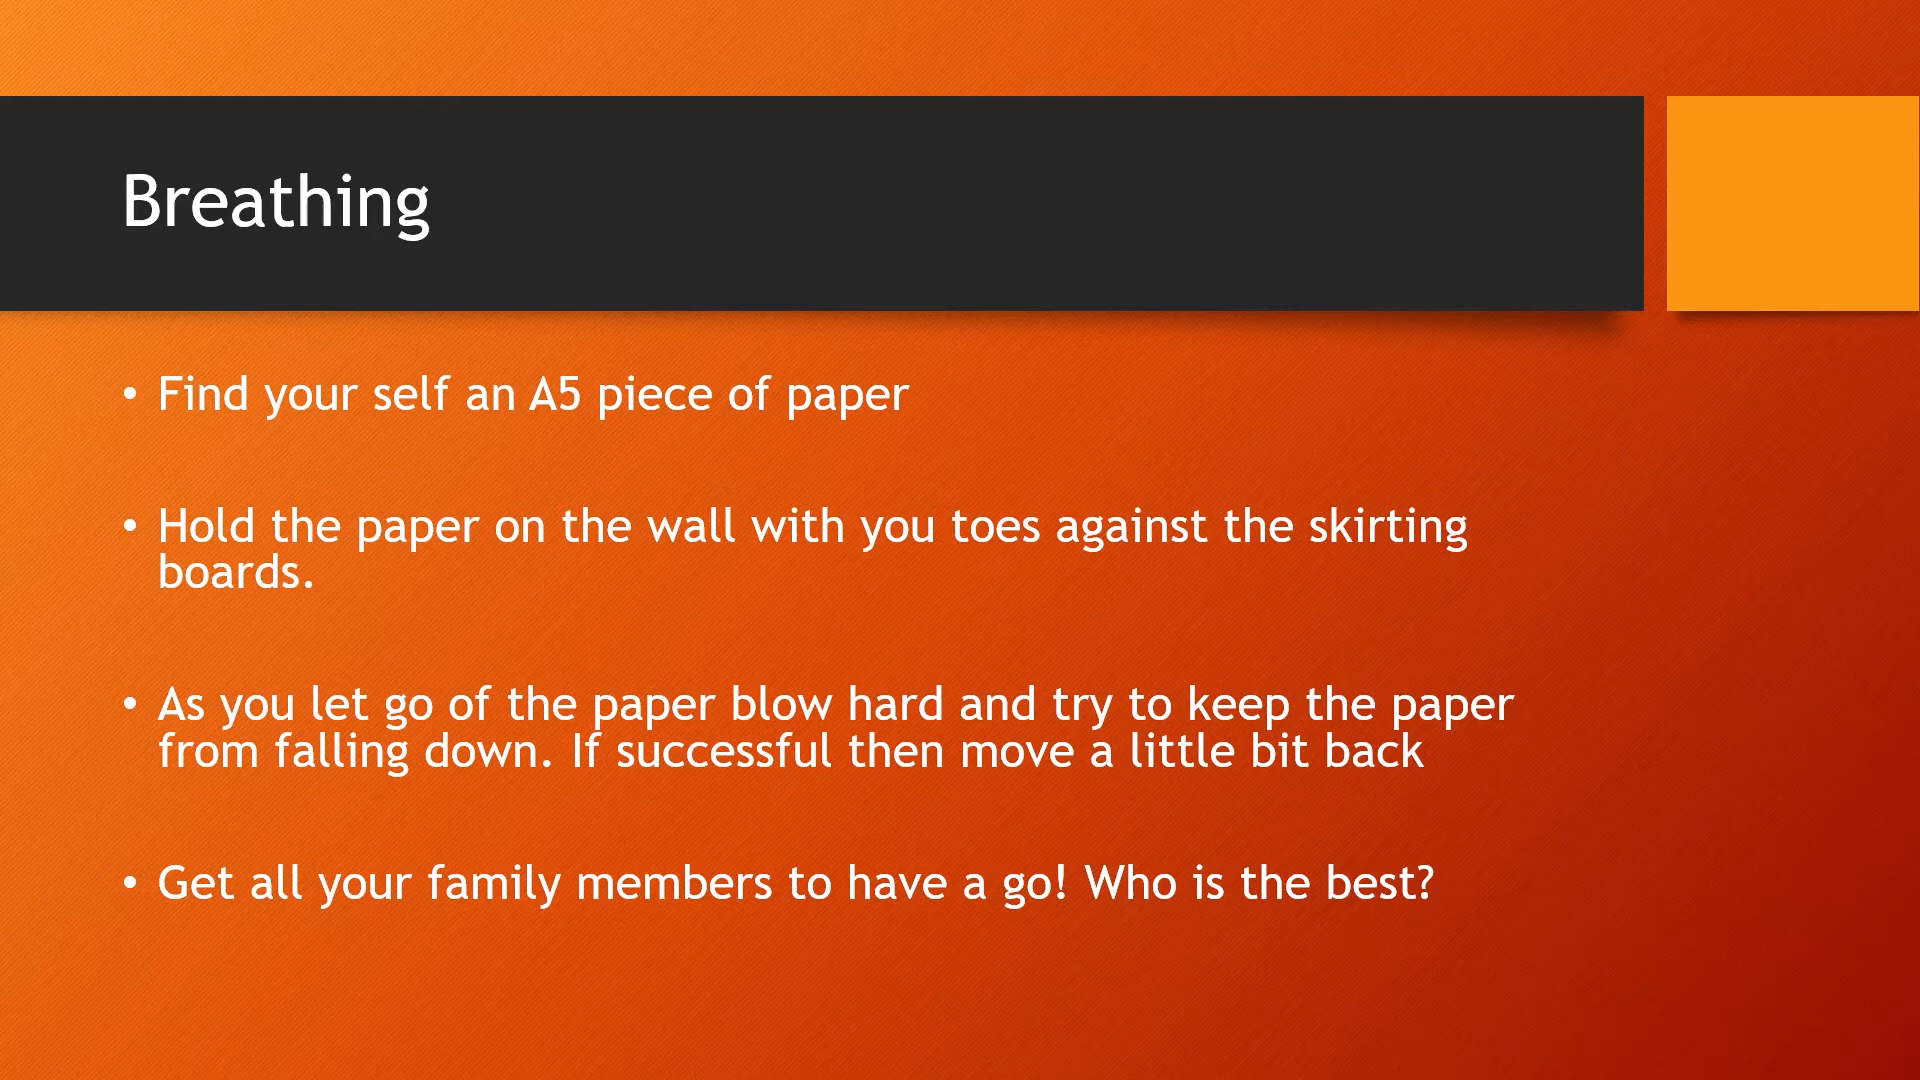 Breathing
• Find your self an A5 piece of paper
• Hold the paper on the wall with you toes against the skirting
boards.
• As you let go of the paper blow hard and try to keep the paper
from falling down. If successful then move a little bit back
• Get all your family members to have a go! Who is the best?